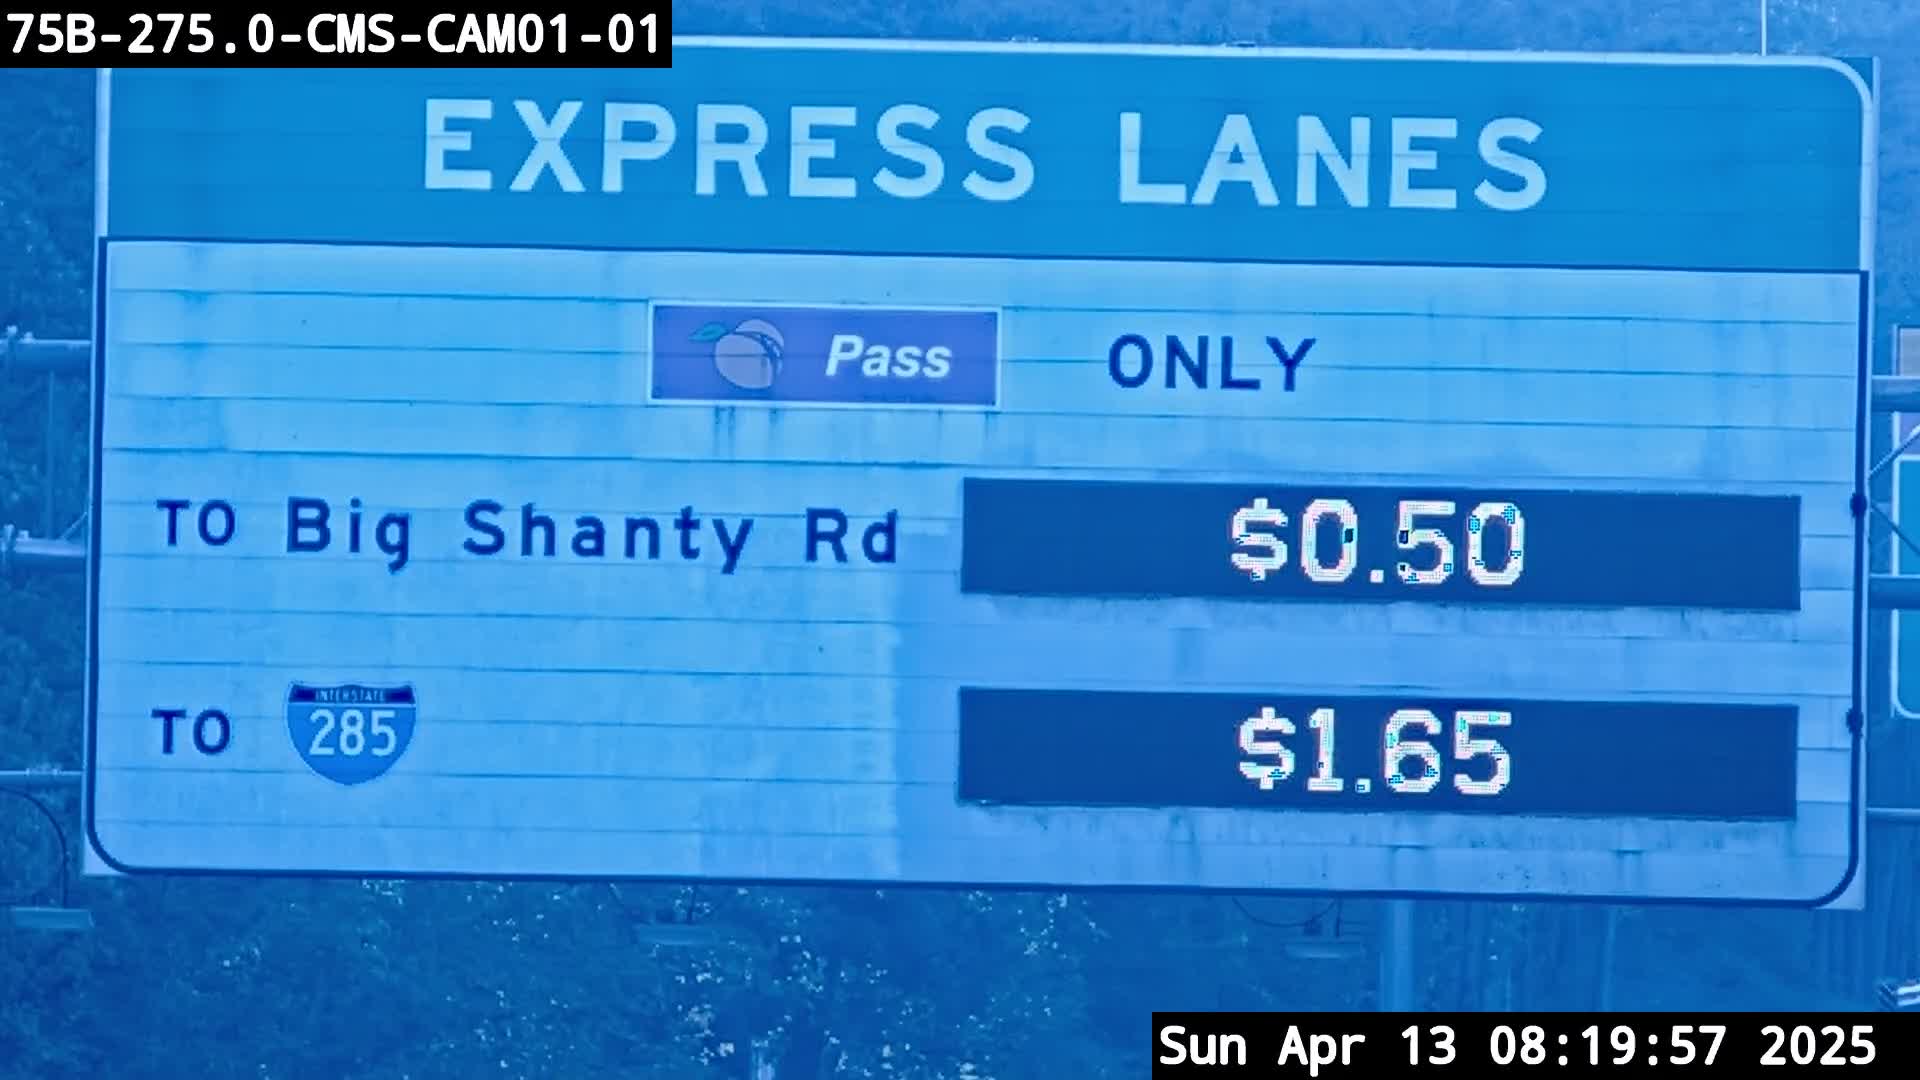 75B-275.0-CMS-CAM01-01
EXPRESS LANES
Pass ONLY
TO Big Shanty Rd $0.50
INTERSTATE
TO 285 $1.65
Sun Apr 13 08:19:57 2025